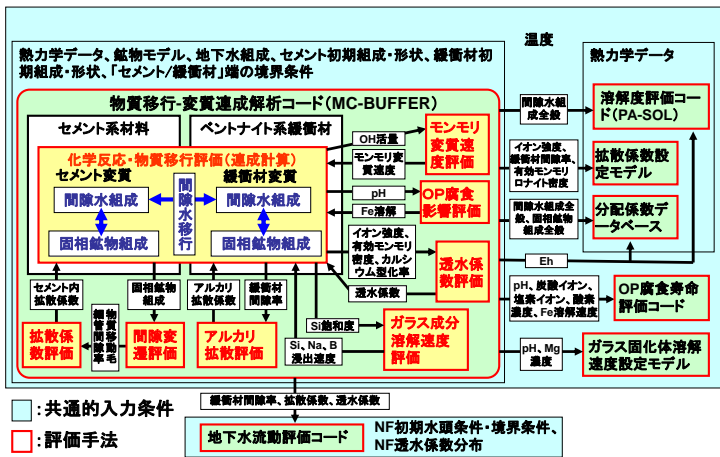 温度
熱力学データ、鉱物モデル、地下水組成、セメント初期組成・形状、緩衝材初
期組成・形状、「セメント/緩衝材」端の境界条件
物質移行-変質連成解析コード(MC-BUFFER)
セメント系材料
ベントナイト系緩衝材
化学反応・物質移行評価(連成計算)
セメント変質
緩衝材変質
間隙水組成
間隙水移行
間隙水組成
固相鉱物組成
固相鉱物組成
OH活量
モンモリ変
質速度
モンモリ
変質速度
評価
pH
Fe溶解
OP腐食
影響評価
イオン強度、
有効モンモリ
密度、カルシ
ウム型化率
透水係数
透水係
数評価
セメント内
拡散係数
固相鉱物
組成
アルカリ
拡散係数
緩衝材
間隙率
拡散係
数評価
物質移動毛
細管間隙率
間隙変
遷評価
アルカリ
拡散評価
Si飽和度
Si、Na、B
浸出速度
ガラス成分
溶解速度
評価
熱力学データ
間隙水組
成全般
溶解度評価コー
ド(PA-SOL)
イオン強度、
緩衝材間隙率、
有効モンモリ
ロナイト密度
拡散係数設
定モデル
間隙水組成全
般、固相鉱物
組成全般
分配係数デ
ータベース
Eh
pH、炭酸イオン、
塩素イオン、酸素
濃度、Fe溶解速度
OP腐食寿命
評価コード
pH、Mg
濃度
ガラス固化体溶解
速度設定モデル
緩衝材間隙率、拡散係数、透水係数
地下水流動評価コード
NF初期水頭条件・境界条件、
NF透水係数分布
:共通的入力条件
:評価手法